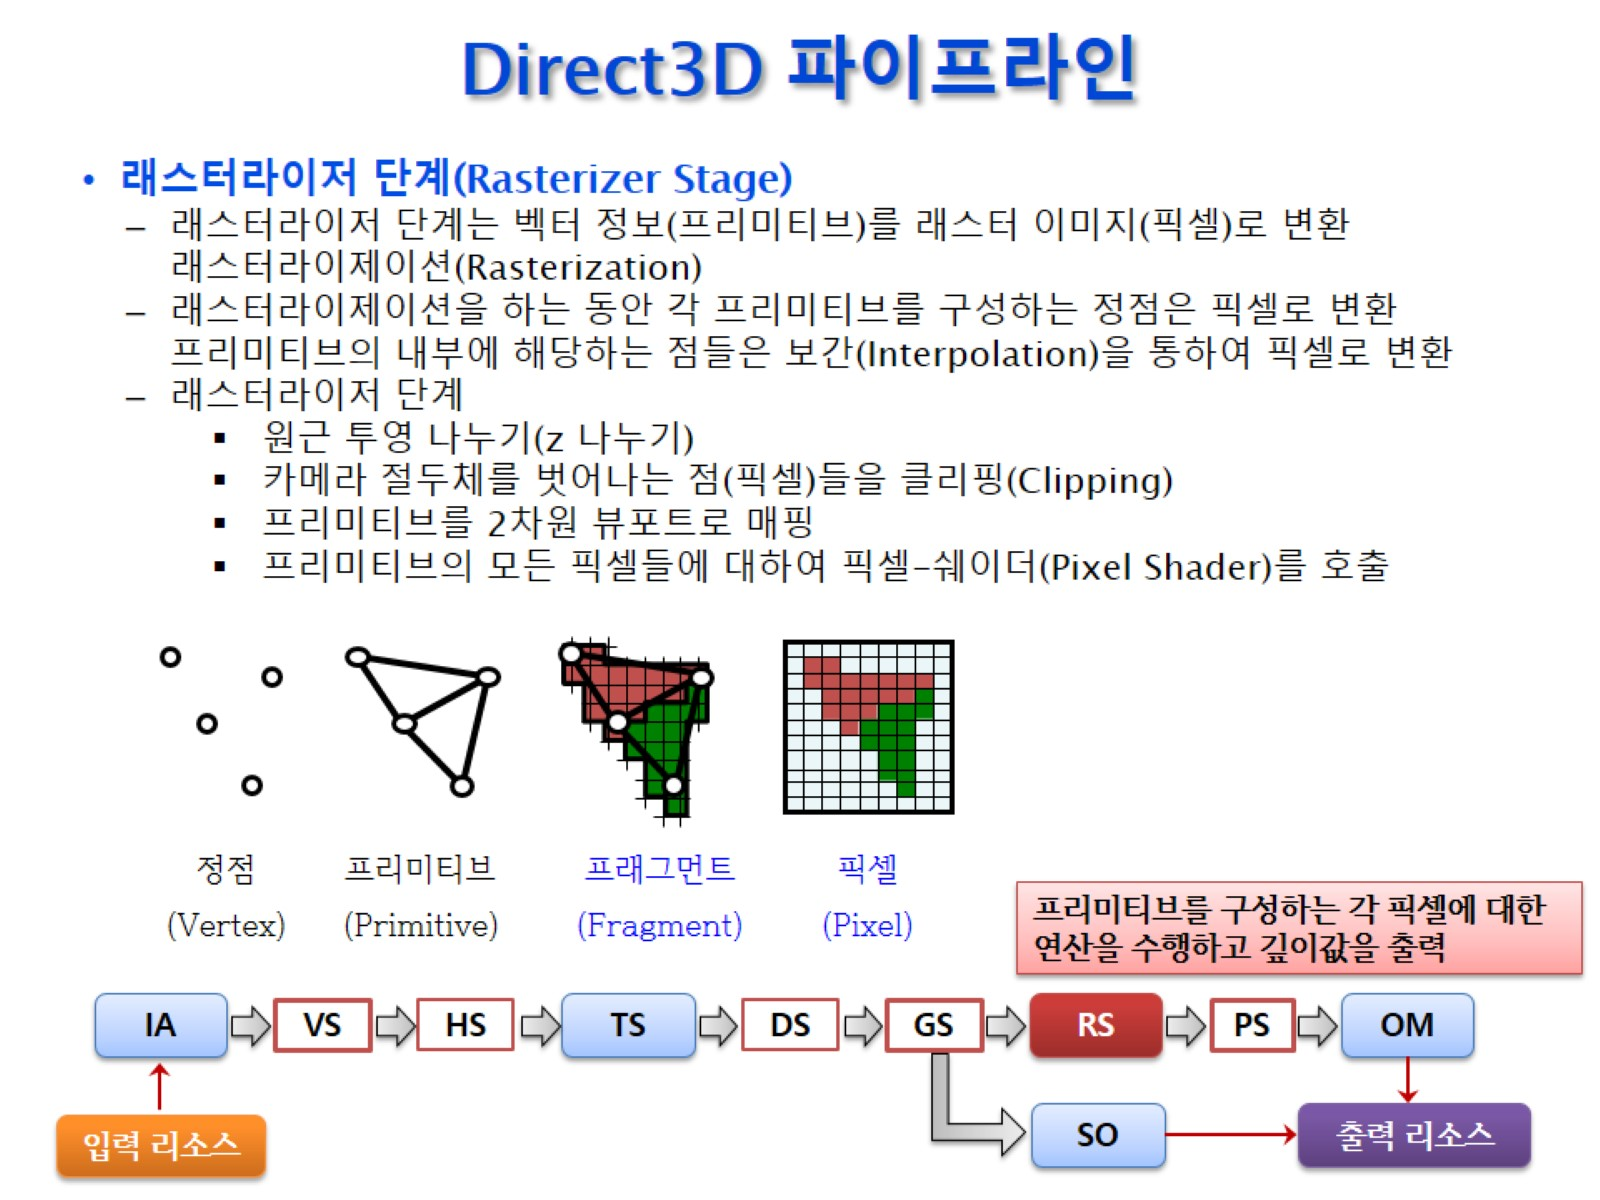 Direct3D 파이프라인
• 래스터라이저 단계(Rasterizer Stage)
– 래스터라이저 단계는 벡터 정보(프리미티브)를 래스터 이미지(픽셀)로 변환
래스터라이제이션(Rasterization)
– 래스터라이제이션을 하는 동안 각 프리미티브를 구성하는 정점은 픽셀로 변환
프리미티브의 내부에 해당하는 점들은 보간(Interpolation)을 통하여 픽셀로 변환
– 래스터라이저 단계
▪ 원근 투영 나누기(z 나누기)
▪ 카메라 절두체를 벗어나는 점(픽셀)들을 클리핑(Clipping)
▪ 프리미티브를 2차원 뷰포트로 매핑
▪ 프리미티브의 모든 픽셀들에 대하여 픽셀-쉐이더(Pixel Shader)를 호출
정점 프리미티브 프래그먼트 픽셀
(Vertex) (Primitive) (Fragment) (Pixel)
프리미티브를 구성하는 각 픽셀에 대한
연산을 수행하고 깊이값을 출력
IA VS HS TS DS GS RS PS OM
입력 리소스 SO 출력 리소스